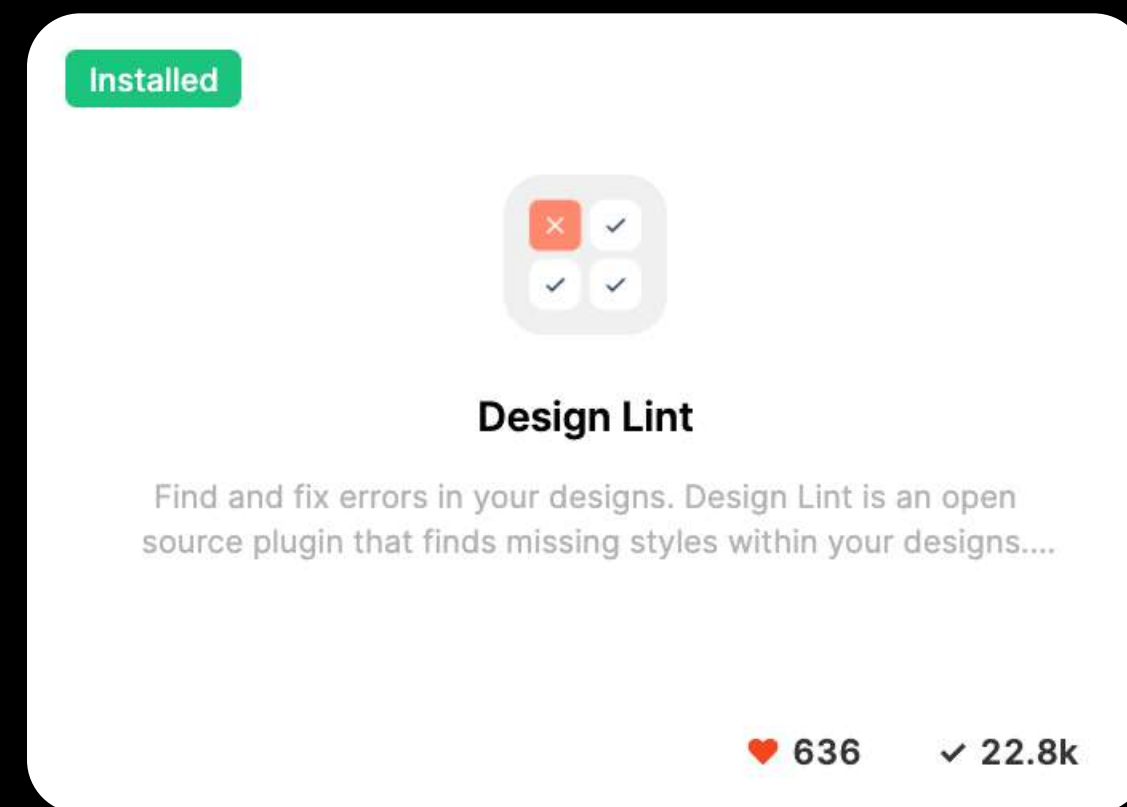 Installed
Design Lint
Find and fix errors in your designs. Design Lint is an open
source plugin that finds missing styles within your designs....
636 22.8k